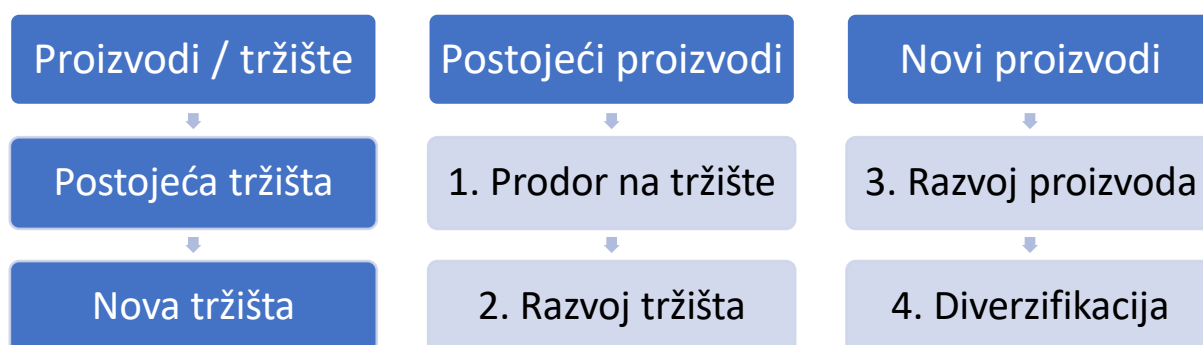 Proizvodi / tržište
Postojeći proizvodi
Novi proizvodi
Postojeća tržišta
1. Prodor na tržište
3. Razvoj proizvoda
Nova tržišta
2. Razvoj tržišta
4. Diverzifikacija